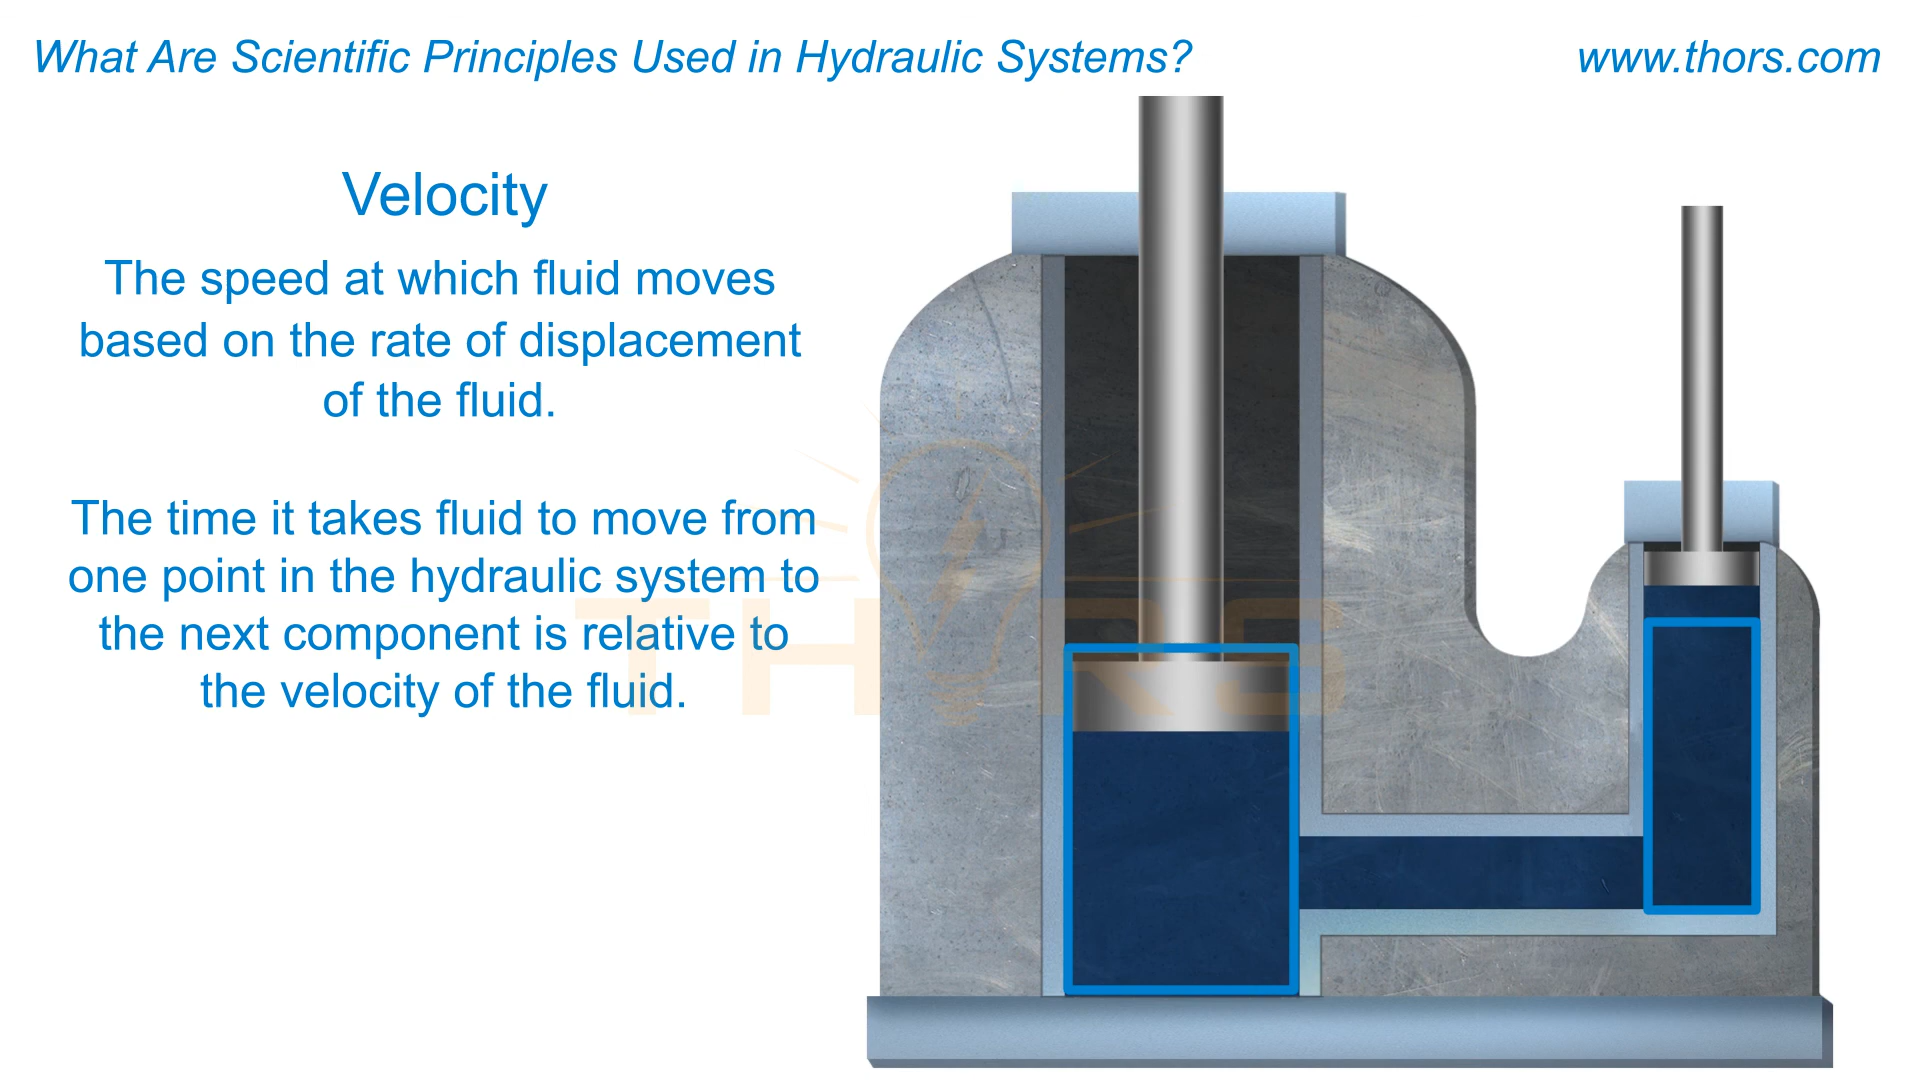 What Are Scientific Principles Used in Hydraulic Systems?
www.thors.com
Velocity
The speed at which fluid moves
based on the rate of displacement
of the fluid.
The time it takes fluid to move from
one point in the hydraulic system to
the next component is relative to
the velocity of the fluid.
THORS